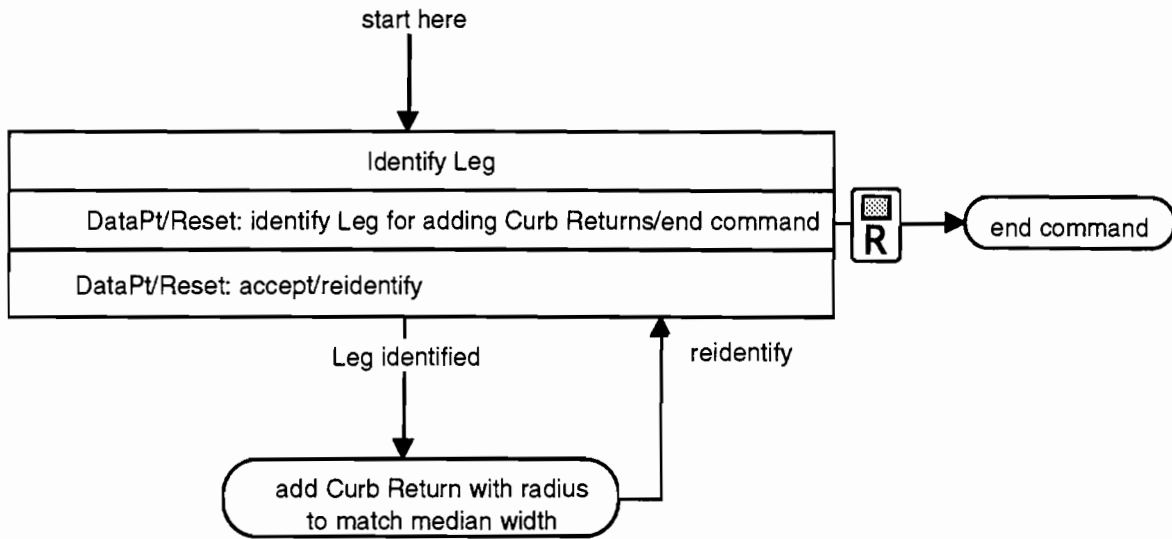 start here
Identify Leg
DataPt/Reset: identify Leg for adding Curb Returns/end command
R
end command
DataPt/Reset: accept/reidentify
Leg identified
reidentify
add Curb Return with radius
to match median width